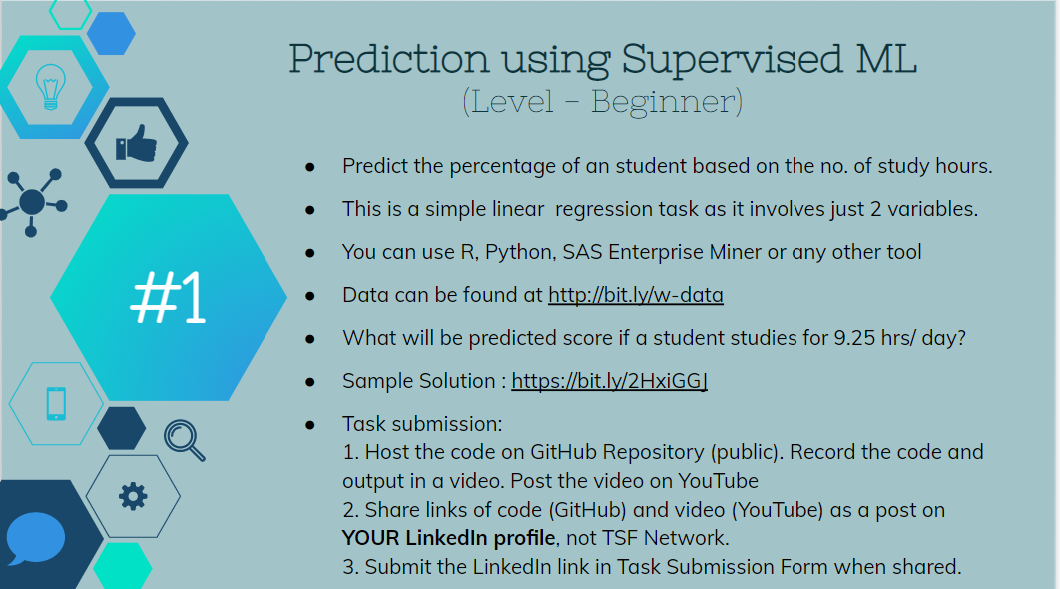 Prediction using Supervised ML
(Level - Beginner)
#1
● Predict the percentage of an student based on the no. of study hours.
● This is a simple linear regression task as it involves just 2 variables.
● You can use R, Python, SAS Enterprise Miner or any other tool
● Data can be found at http://bit.ly/w-data
● What will be predicted score if a student studies for 9.25 hrs/ day?
● Sample Solution : https://bit.ly/2HxiGGJ
● Task submission:
1. Host the code on GitHub Repository (public). Record the code and
output in a video. Post the video on YouTube
2. Share links of code (GitHub) and video (YouTube) as a post on
YOUR LinkedIn profile, not TSF Network.
3. Submit the LinkedIn link in Task Submission Form when shared.